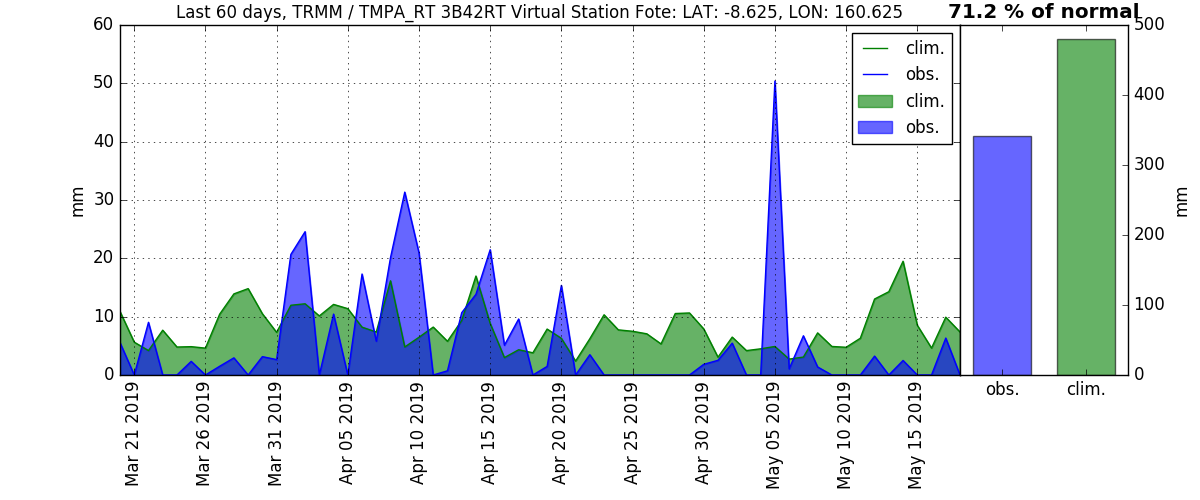 Last 60 days, TRMM / TMPA_RT 3B42RT Virtual Station Fote: LAT: -8.625, LON: 160.625
71.2 % of normal
60
50
40
30
20
10
0
mm
clim.
obs.
clim.
obs.
Mar 21 2019
Mar 26 2019
Mar 31 2019
Apr 05 2019
Apr 10 2019
Apr 15 2019
Apr 20 2019
Apr 25 2019
Apr 30 2019
May 05 2019
May 10 2019
May 15 2019
500
400
300
200
100
0
mm
obs.
clim.